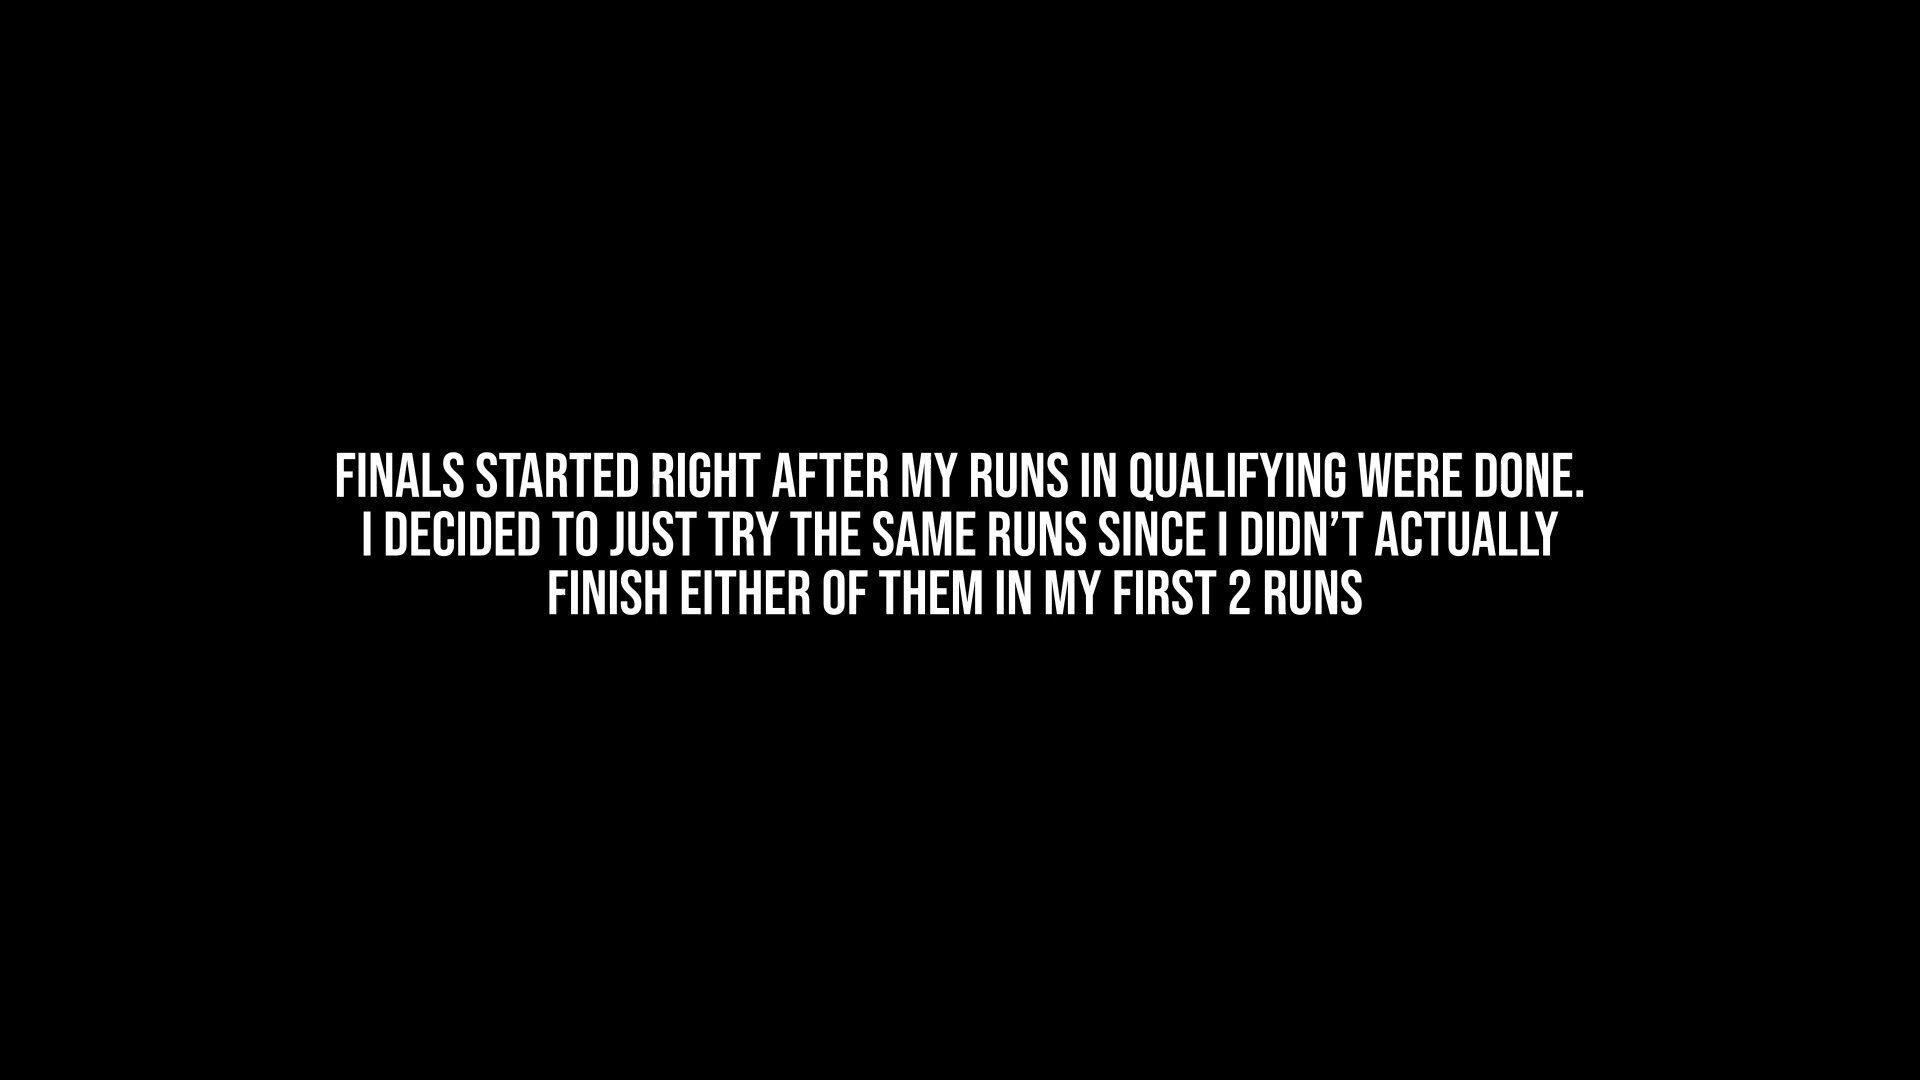 FINALS STARTED RIGHT AFTER MY RUNS IN QUALIFYING WERE DONE.
I DECIDED TO JUST TRY THE SAME RUNS SINCE I DIDN’T ACTUALLY
FINISH EITHER OF THEM IN MY FIRST 2 RUNS